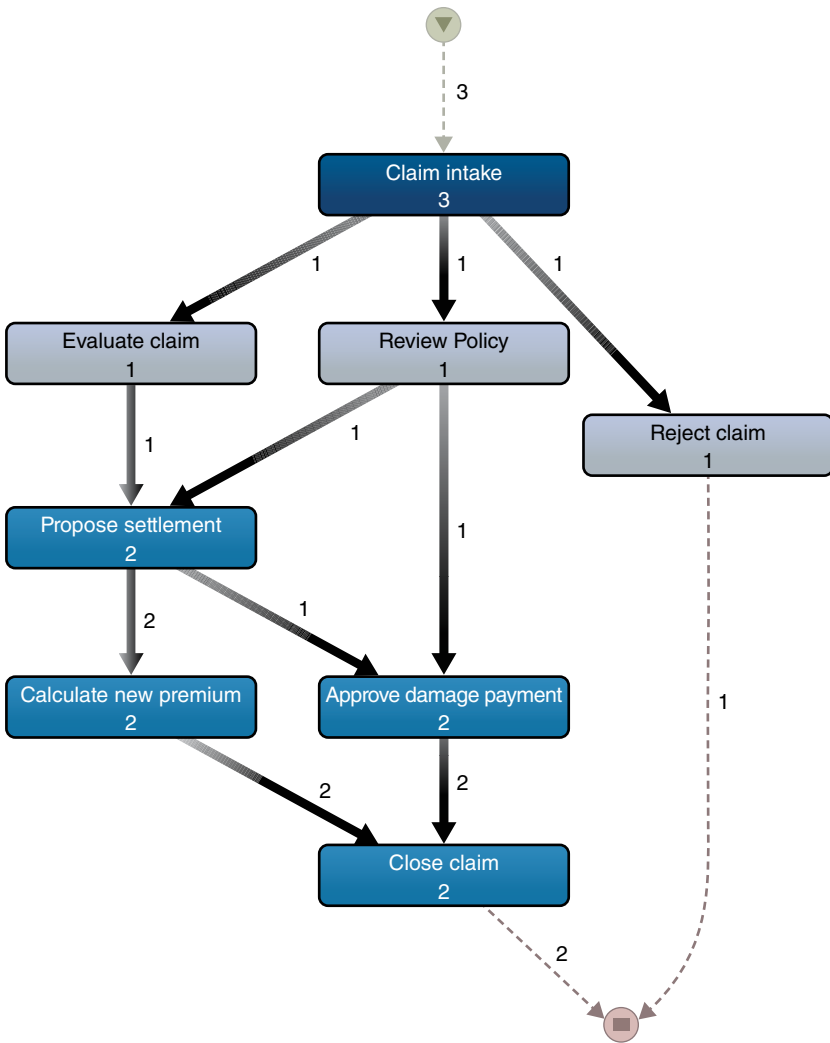 3
Claim intake
3
1
1
1
Evaluate claim
1
Review Policy
1
Reject claim
1
1
1
Propose settlement
2
1
2
1
Calculate new premium
2
Approve damage payment
2
1
2
2
Close claim
2
2